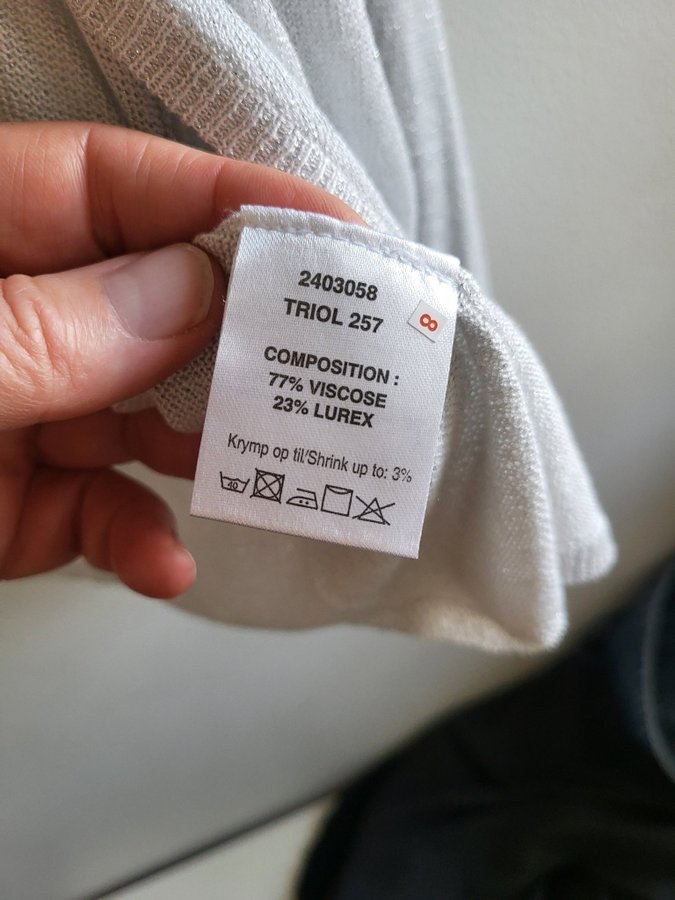 2403058
TRIOL 257
8
COMPOSITION :
77% VISCOSE
23% LUREX
Krymp op til/Shrink up to: 3%
40